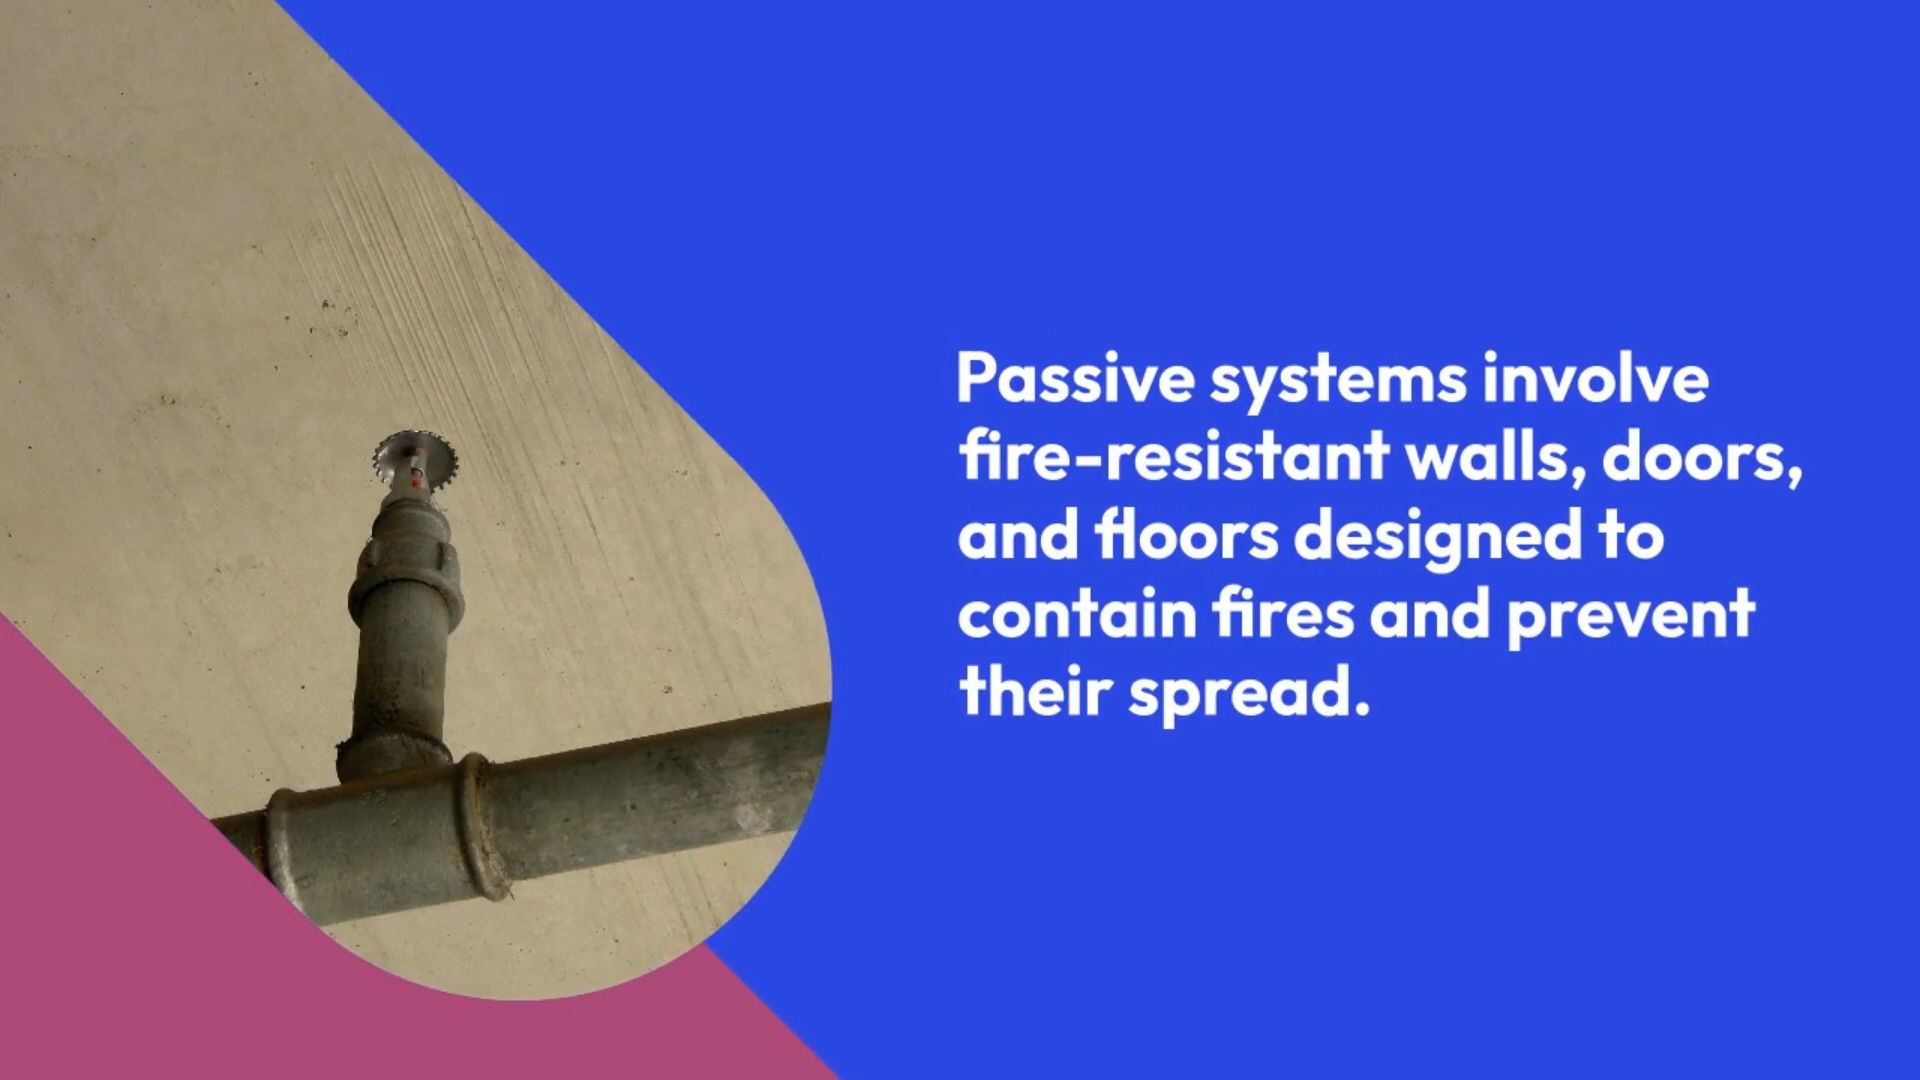 Passive systems involve
fire-resistant walls, doors,
and floors designed to
contain fires and prevent
their spread.